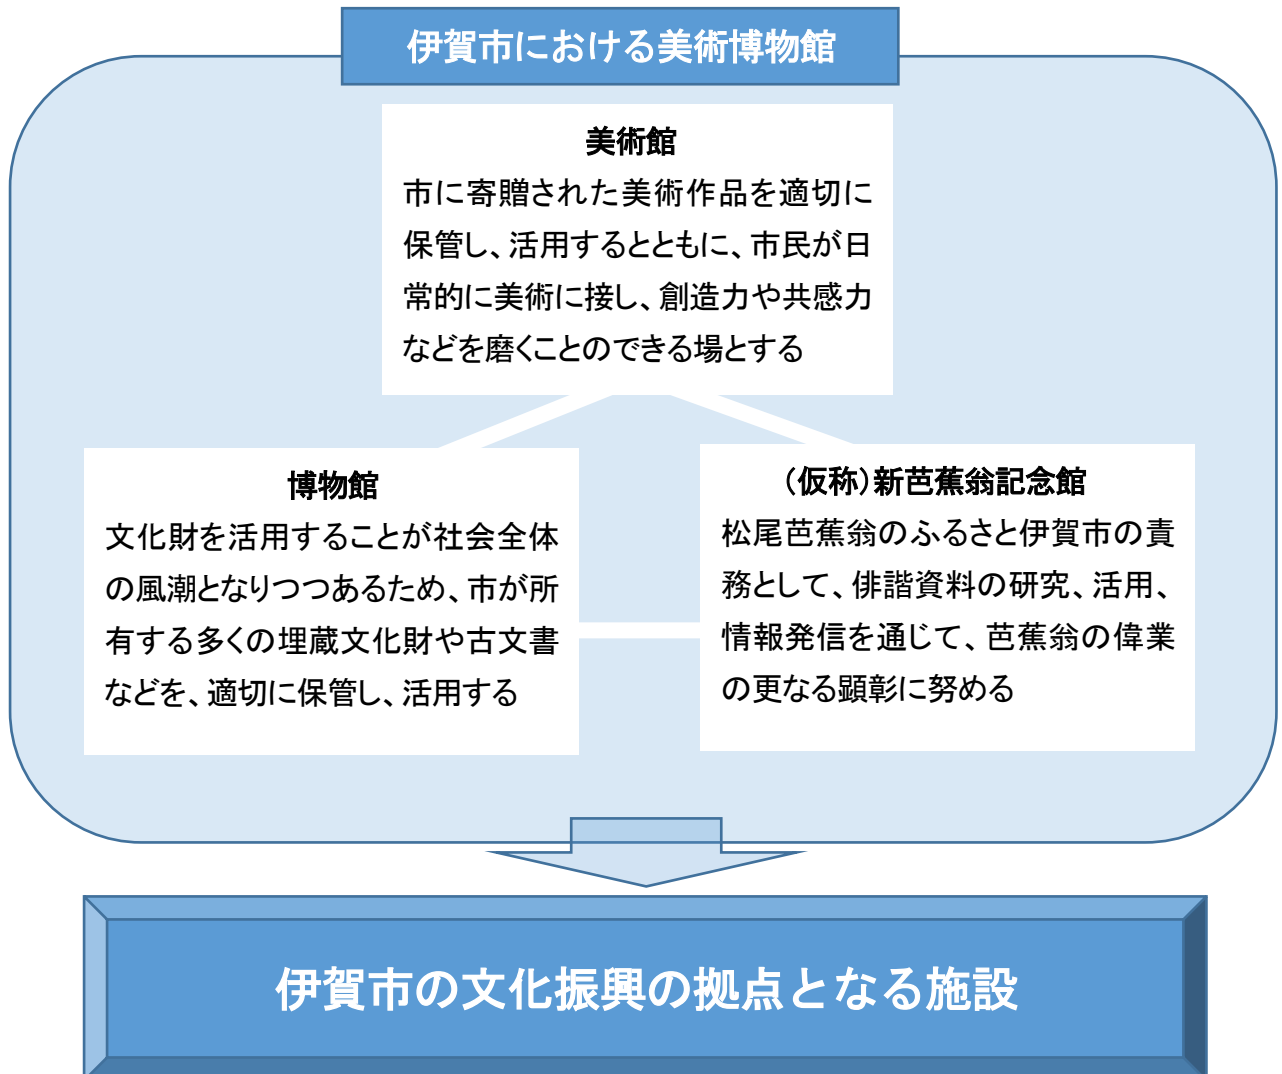 伊賀市における美術博物館
美術館
市に寄贈された美術作品を適切に
保管し、活用するとともに、市民が日
常的に美術に接し、創造力や共感力
などを磨くことのできる場とする
博物館
文化財を活用することが社会全体
の風潮となりつつあるため、市が所
有する多くの埋蔵文化財や古文書
などを、適切に保管し、活用する
（仮称）新芭蕉翁記念館
松尾芭蕉翁のふるさと伊賀市の責
務として、俳諧資料の研究、活用、
情報発信を通じて、芭蕉翁の偉業
の更なる顕彰に努める
伊賀市の文化振興の拠点となる施設